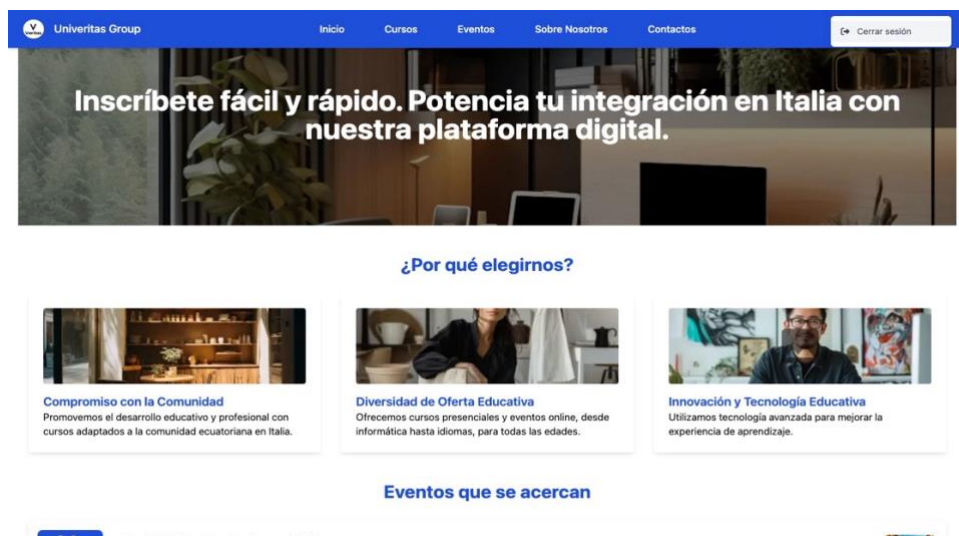 Univeritas Group
Inicio
Cursos
Eventos
Sobre Nosotros
Contactos
Cerrar sesión
Inscríbete fácil y rápido. Potencia tu integración en Italia con
nuestra plataforma digital.
¿Por qué elegirnos?
Compromiso con la Comunidad
Promovemos el desarrollo educativo y profesional con
cursos adaptados a la comunidad ecuatoriana en Italia.
Diversidad de Oferta Educativa
Ofrecemos cursos presenciales y eventos online, desde
informática hasta idiomas, para todas las edades.
Innovación y Tecnología Educativa
Utilizamos tecnología avanzada para mejorar la
experiencia de aprendizaje.
Eventos que se acercan